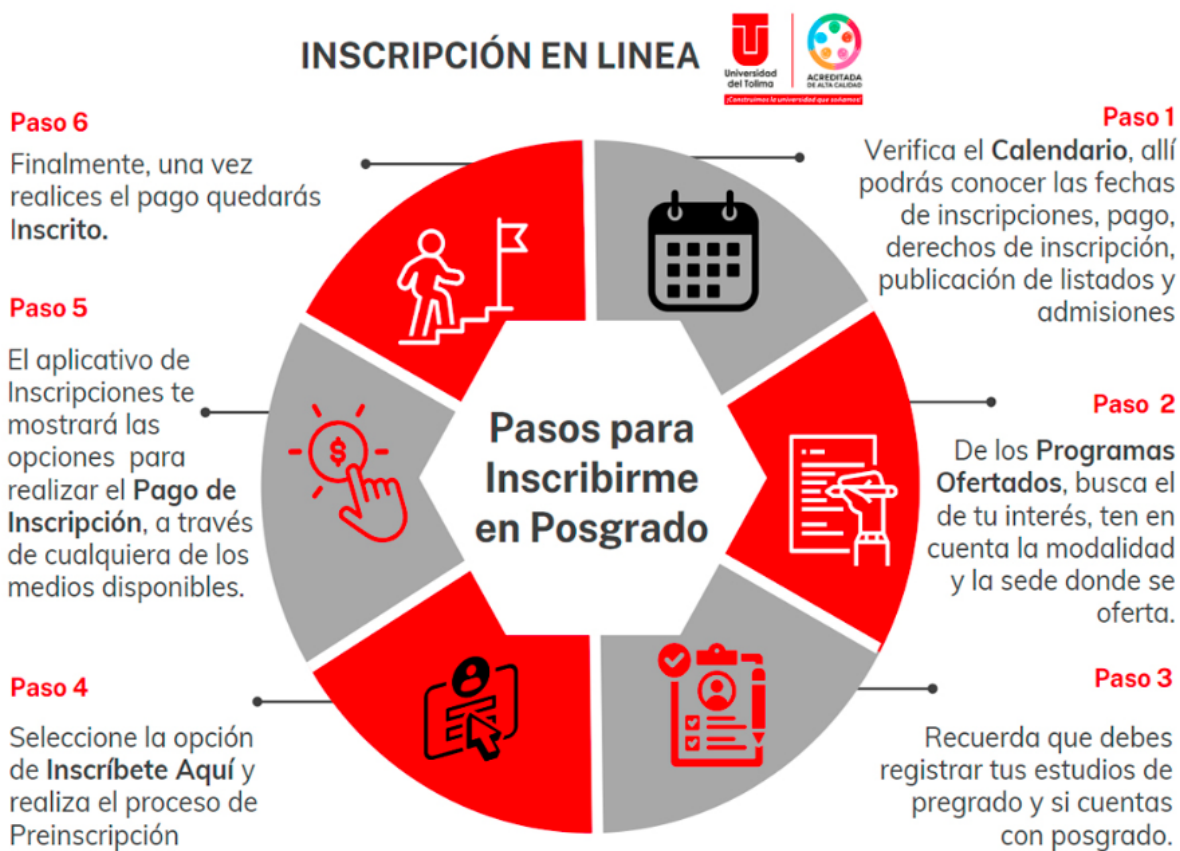 INSCRIPCIÓN EN LINEA
Universidad
del Tolima
ACREDITADA
DE ALTA CALIDAD
¡Construimos la universidad que soñamos!
Paso 1
Verifica el Calendario, allí
podrás conocer las fechas
de inscripciones, pago,
derechos de inscripción,
publicación de listados y
admisiones
Paso 2
De los Programas
Ofertados, busca el
de tu interés, ten en
cuenta la modalidad
y la sede donde se
oferta.
Paso 3
Recuerda que debes
registrar tus estudios de
pregrado y si cuentas
con posgrado.
Paso 4
Seleccione la opción
de Inscríbete Aquí y
realiza el proceso de
Preinscripción
Paso 5
El aplicativo de
Inscripciones te
mostrará las
opciones para
realizar el Pago de
Inscripción, a través
de cualquiera de los
medios disponibles.
Paso 6
Finalmente, una vez
realices el pago quedarás
Inscrito.
Pasos para
Inscribirme
en Posgrado
$